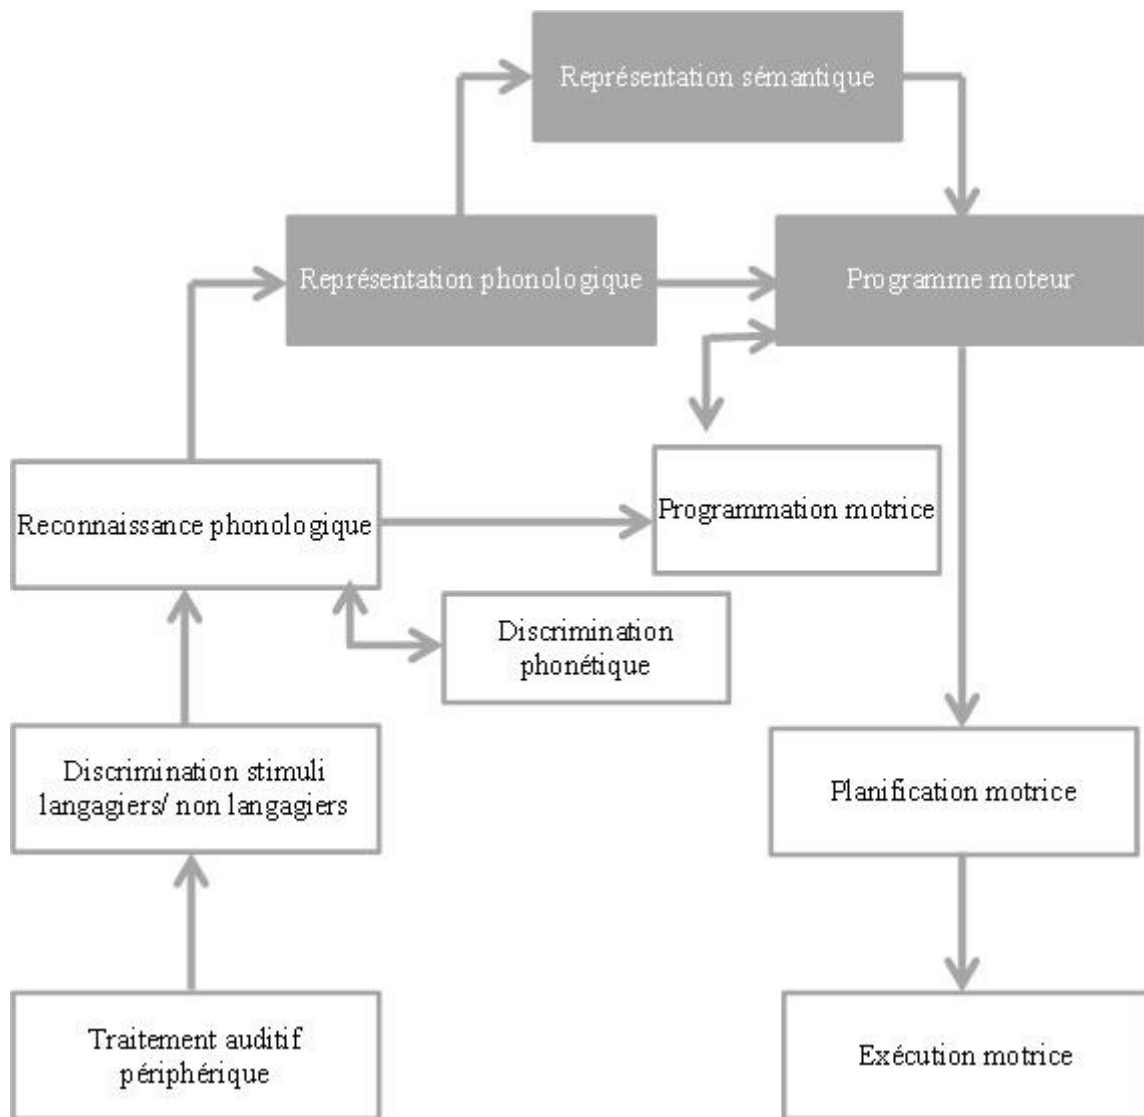 Représentation sémantique
Représentation phonologique
Programme moteur
Reconnaissance phonologique
Programmation motrice
Discrimination
phonétique
Discrimination stimuli
langagiers/ non langagiers
Planification motrice
Traitement auditif
périphérique
Exécution motrice